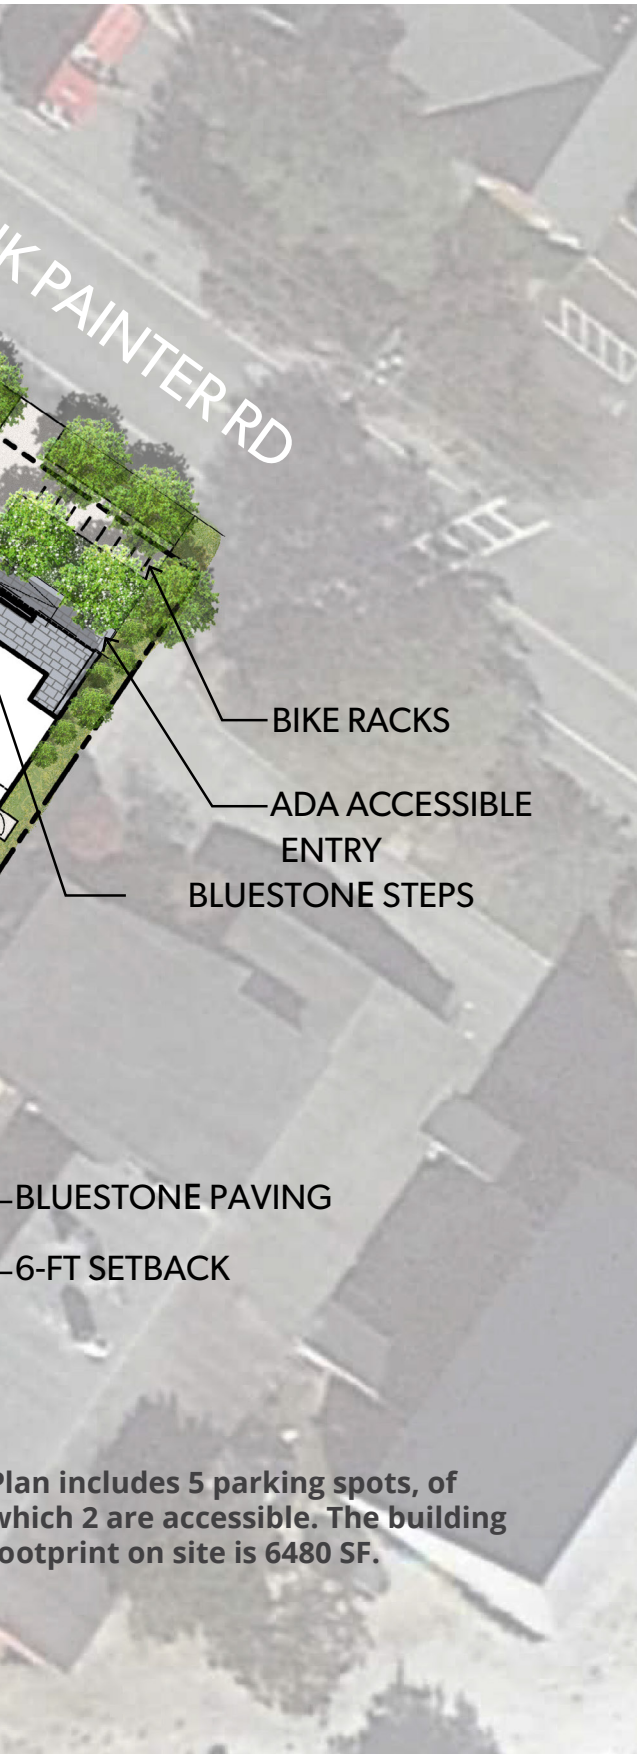 K PAINTER RD
BIKE RACKS
ADA ACCESSIBLE
ENTRY
BLUESTONE STEPS
BLUESTONE PAVING
6-FT SETBACK
Plan includes 5 parking spots, of
which 2 are accessible. The building
footprint on site is 6480 SF.